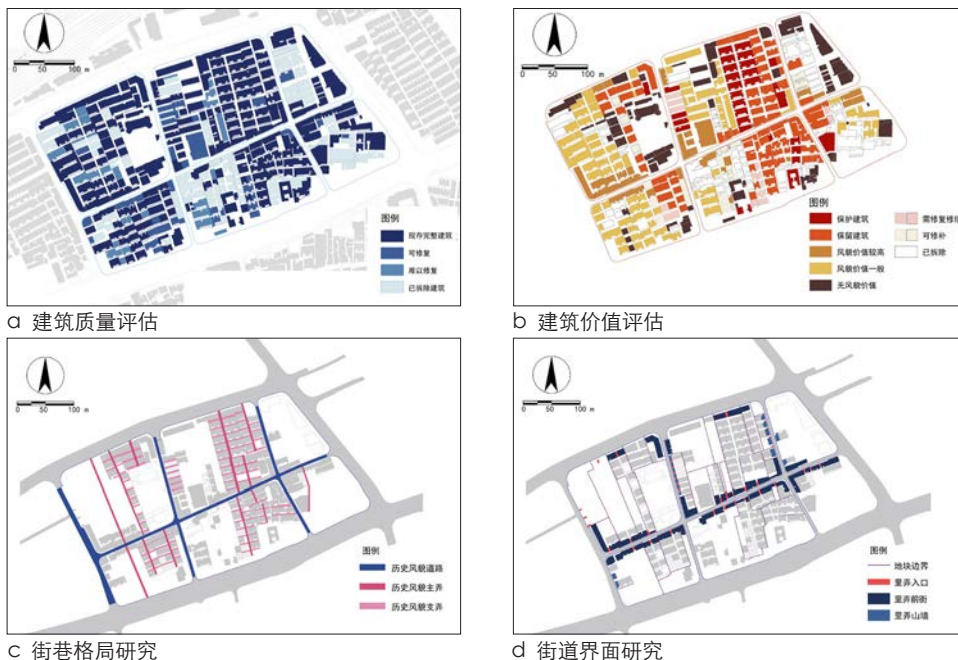 0 50 100 m
图例
现存完整建筑
可修复
难以修复
已拆除建筑
a 建筑质量评估
0 50 100 m
图例
保护建筑
保留建筑
风貌价值较高
风貌价值一般
无风貌价值
需修复修缮
可修补
已拆除
b 建筑价值评估
0 50 100 m
图例
历史风貌道路
历史风貌主弄
历史风貌支弄
c 街巷格局研究
0 50 100 m
图例
地块边界
里弄入口
里弄前街
里弄山墙
d 街道界面研究